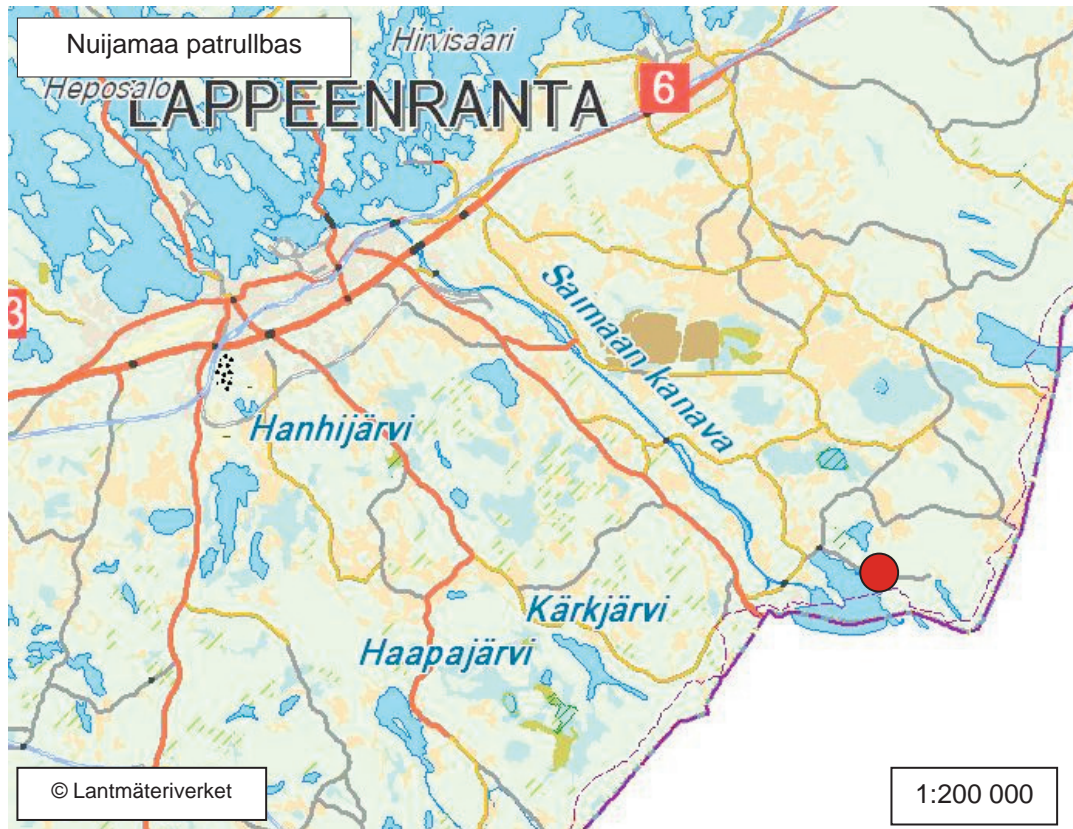 Nuijamaa patrullbas
Hirvisaari
Heposalo
LAPPEENRANTA
6
3
Saimaan kanava
Hanhijärvi
Kärkjärvi
Haapajärvi
© Lantmäteriverket
1:200 000